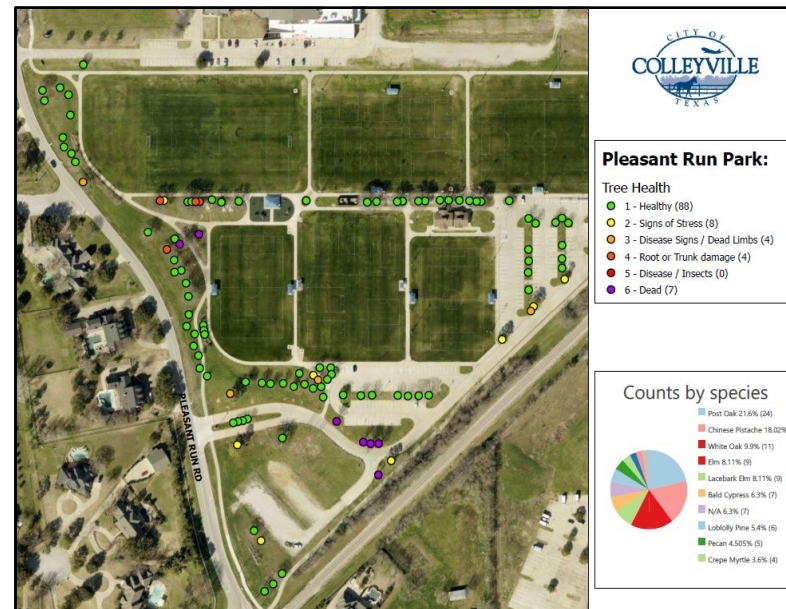 CITY OF
COLLEYVILLE
TEXAS
Pleasant Run Park:
Tree Health
1 - Healthy (88)
2 - Signs of Stress (8)
3 - Disease Signs / Dead Limbs (4)
4 - Root or Trunk damage (4)
5 - Disease / Insects (0)
6 - Dead (7)
PLEASANT RUN RD
Counts by species
Post Oak 21.6% (24)
Chinese Pistache 18.02%
White Oak 9.9% (11)
Elm 8.11% (9)
Lacebark Elm 8.11% (9)
Bald Cypress 6.3% (7)
N/A 6.3% (7)
Loblolly Pine 5.4% (6)
Pecan 4.505% (5)
Crepe Myrtle 3.6% (4)